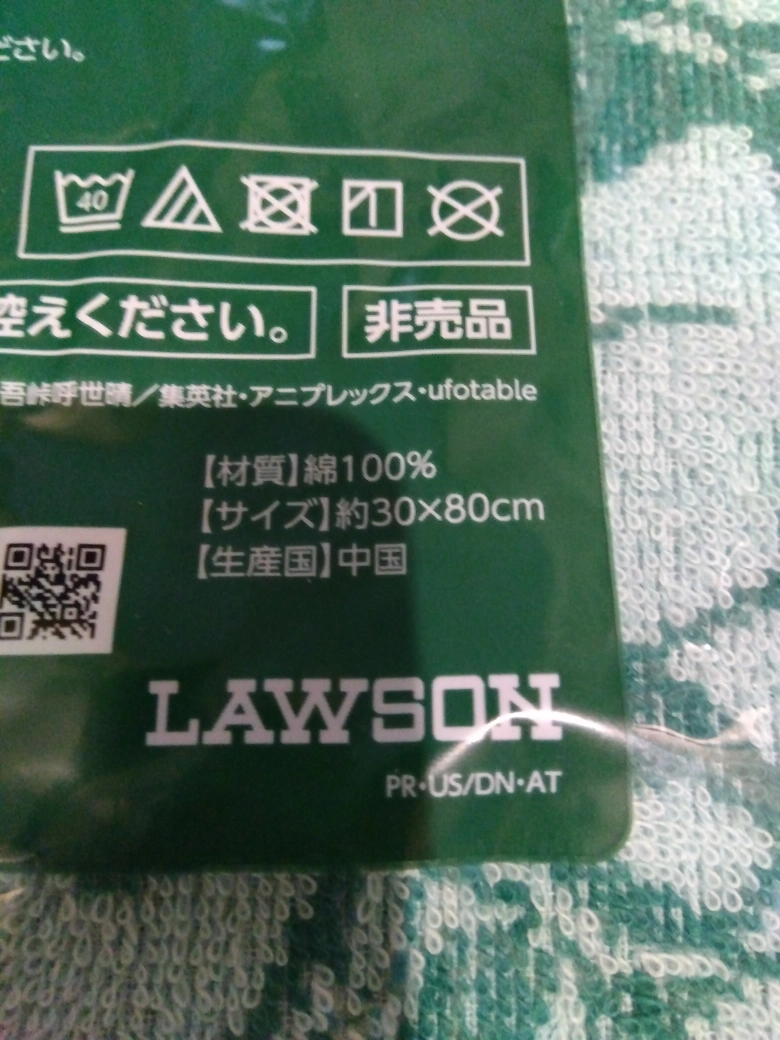 ださい。
40
控えください。
非売品
吾峠呼世晴／集英社・アニプレックス・ufotable
【材質】綿100%
【サイズ】約30×80cm
【生産国】中国
LAWSON
PR・US/DN・AT